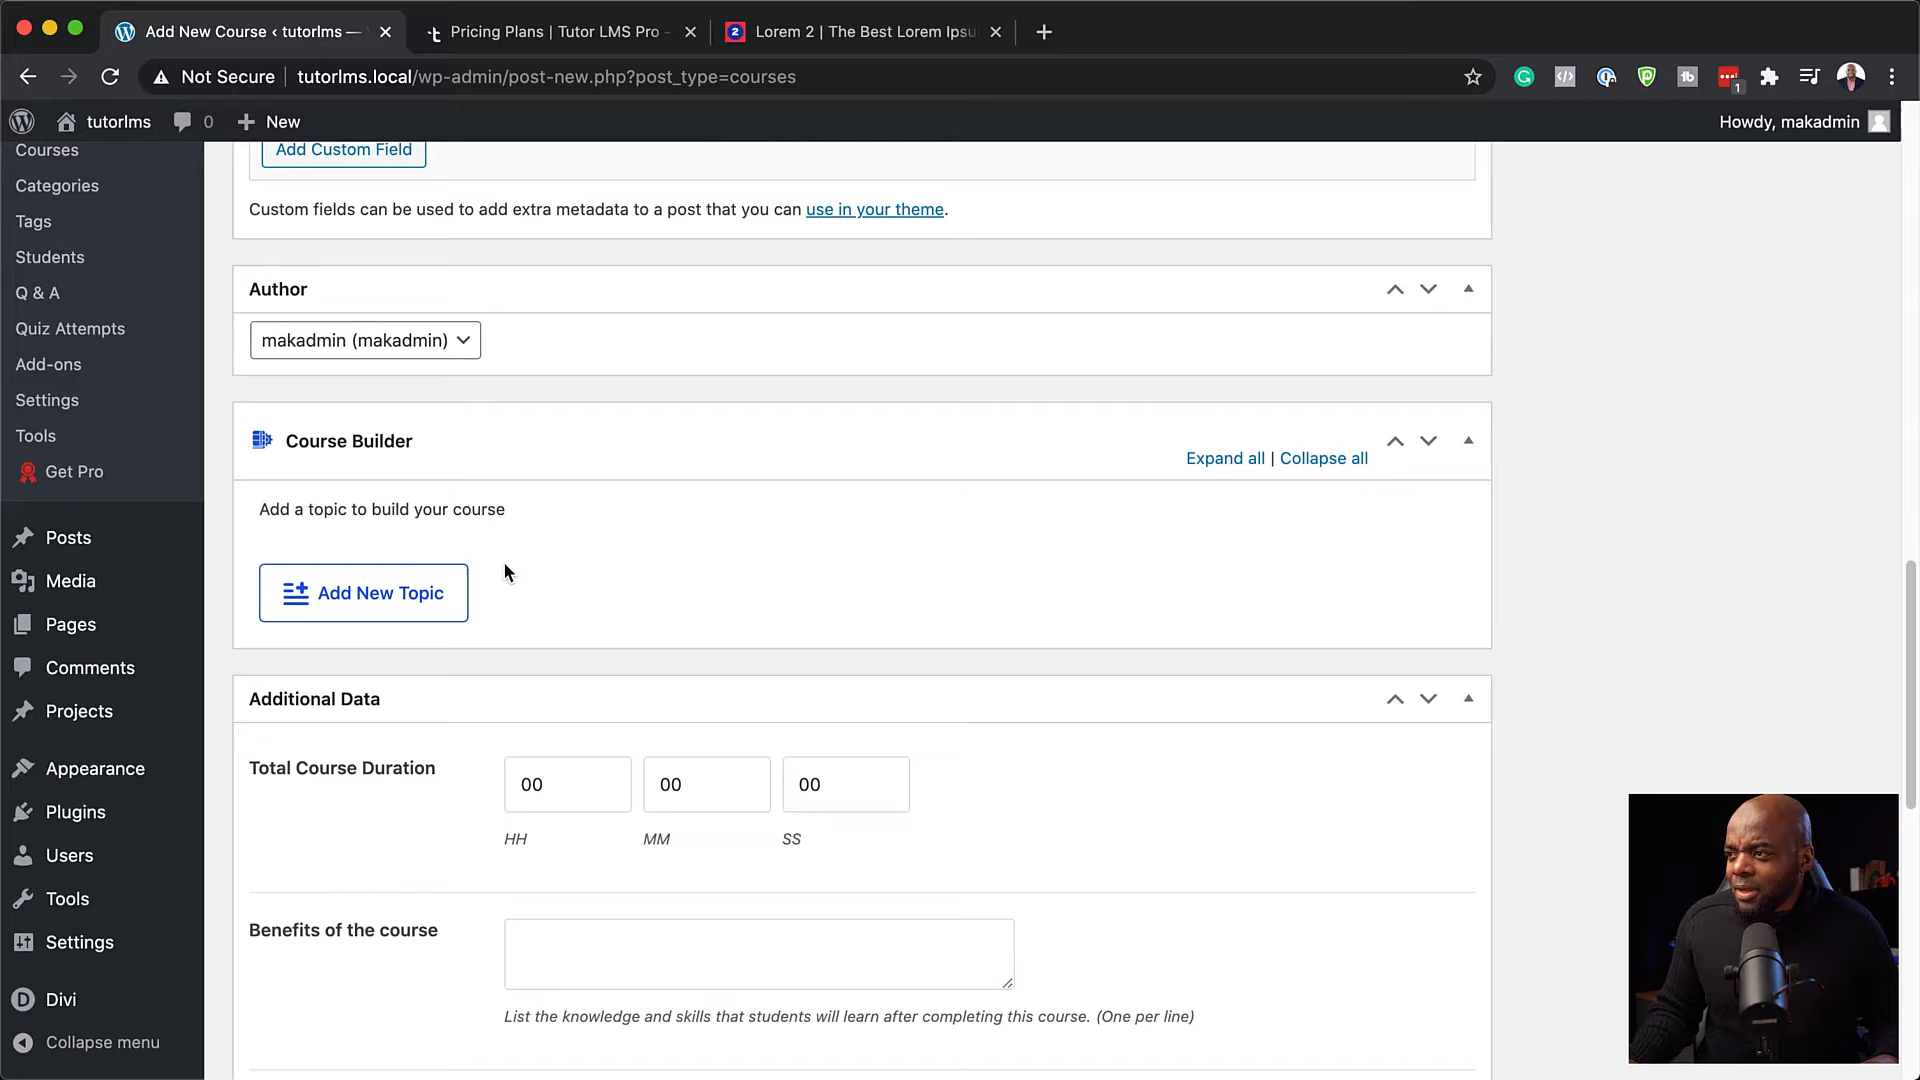 Add New Course ‹ tutorlms —
Pricing Plans | Tutor LMS Pro -
2
Lorem 2 | The Best Lorem Ipsu
Not Secure
tutorlms.local/wp-admin/post-new.php?post_type=courses
1
tutorlms
0
New
Howdy, makadmin
Courses
Categories
Tags
Students
Q & A
Quiz Attempts
Add-ons
Settings
Tools
Get Pro
Posts
Media
Pages
Comments
Projects
Appearance
Plugins
Users
Tools
Settings
Divi
Collapse menu
Add Custom Field
Custom fields can be used to add extra metadata to a post that you can use in your theme.
Author
makadmin (makadmin)
Course Builder
Expand all | Collapse all
Add a topic to build your course
Add New Topic
Additional Data
Total Course Duration
00 00 00
HH MM SS
Benefits of the course
List the knowledge and skills that students will learn after completing this course. (One per line)